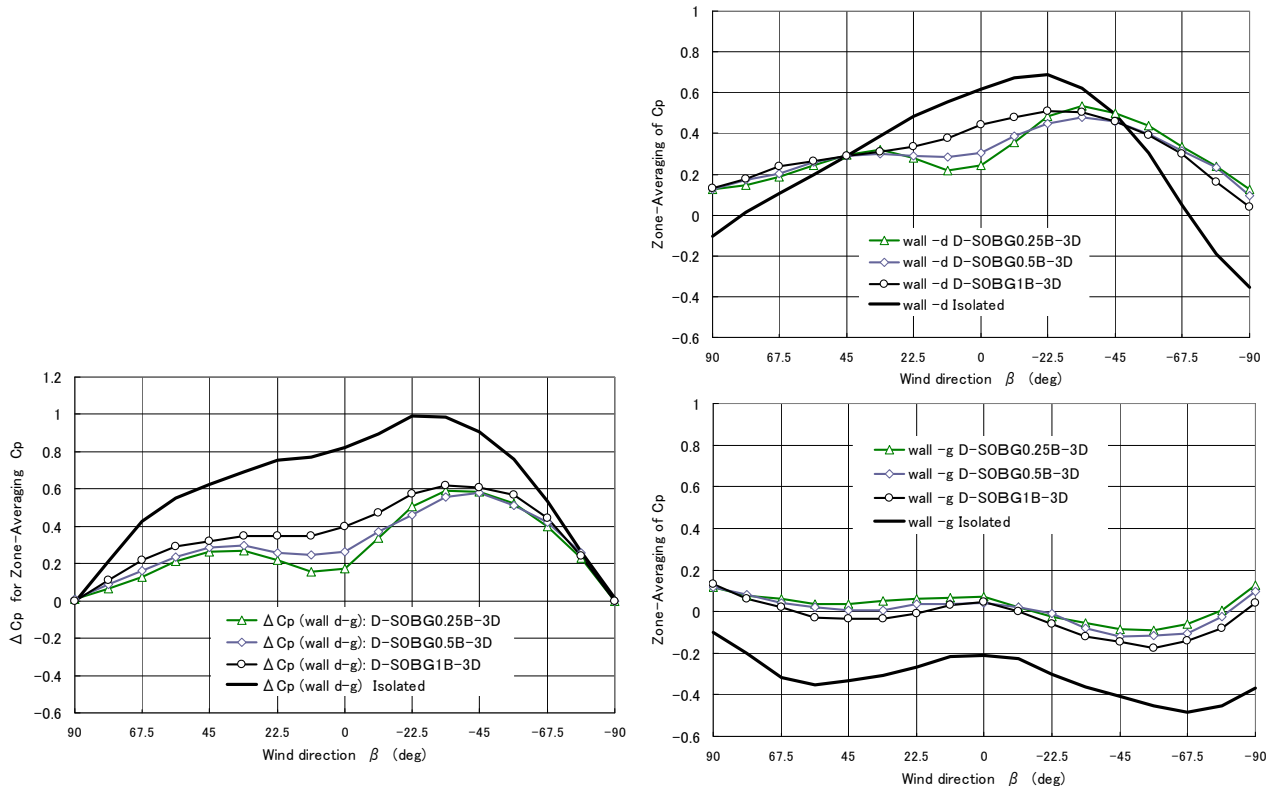 Zone-Averaging of Cp
1
0.8
0.6
0.4
0.2
0
-0.2
-0.4
-0.6
wall -d D-SOBG0.25B-3D
wall -d D-SOBG0.5B-3D
wall -d D-SOBG1B-3D
wall -d Isolated
90 67.5 45 22.5 0 -22.5 -45 -67.5 -90
Wind direction β (deg)
Δ Cp for Zone-Averaging Cp
1.2
1
0.8
0.6
0.4
0.2
0
-0.2
-0.4
-0.6
Δ Cp (wall d-g): D-SOBG0.25B-3D
Δ Cp (wall d-g): D-SOBG0.5B-3D
Δ Cp (wall d-g): D-SOBG1B-3D
Δ Cp (wall d-g) Isolated
90 67.5 45 22.5 0 -22.5 -45 -67.5 -90
Wind direction β (deg)
Zone-Averaging of Cp
1
0.8
0.6
0.4
0.2
0
-0.2
-0.4
-0.6
wall -g D-SOBG0.25B-3D
wall -g D-SOBG0.5B-3D
wall -g D-SOBG1B-3D
wall -g Isolated
90 67.5 45 22.5 0 -22.5 -45 -67.5 -90
Wind direction β (deg)